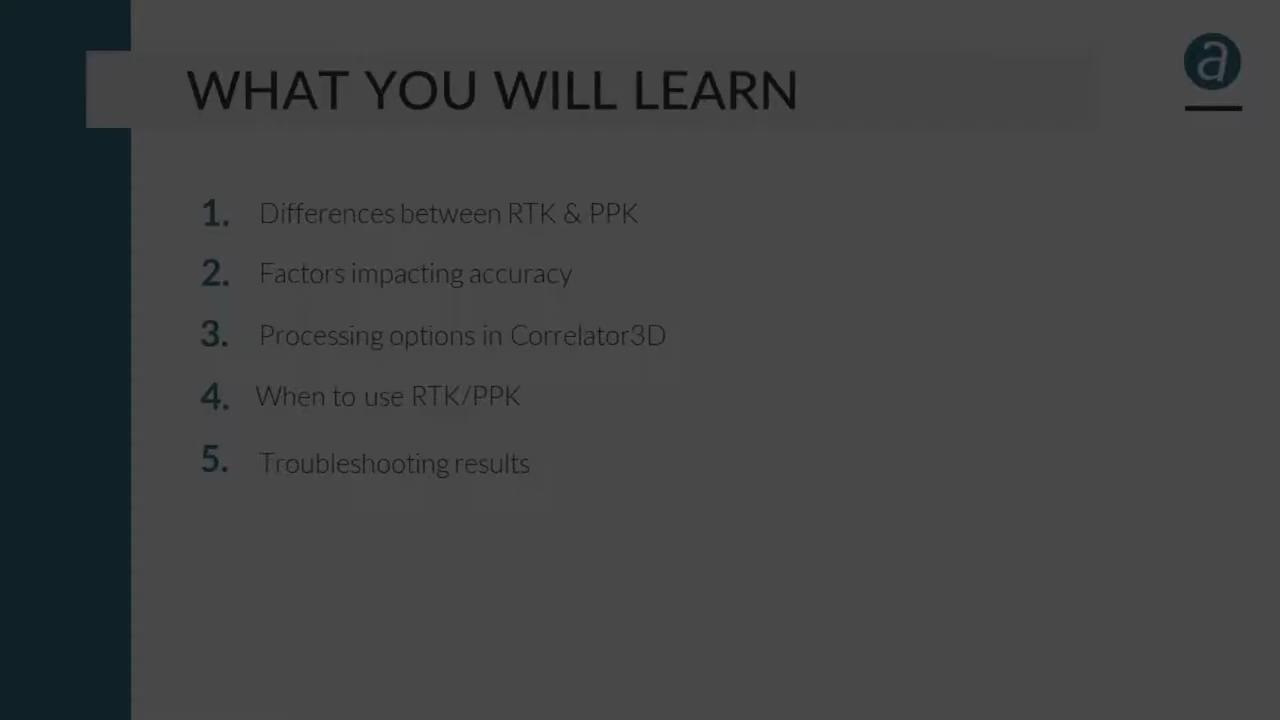 WHAT YOU WILL LEARN
a
1. Differences between RTK & PPK
2. Factors impacting accuracy
3. Processing options in Correlator3D
4. When to use RTK/PPK
5. Troubleshooting results